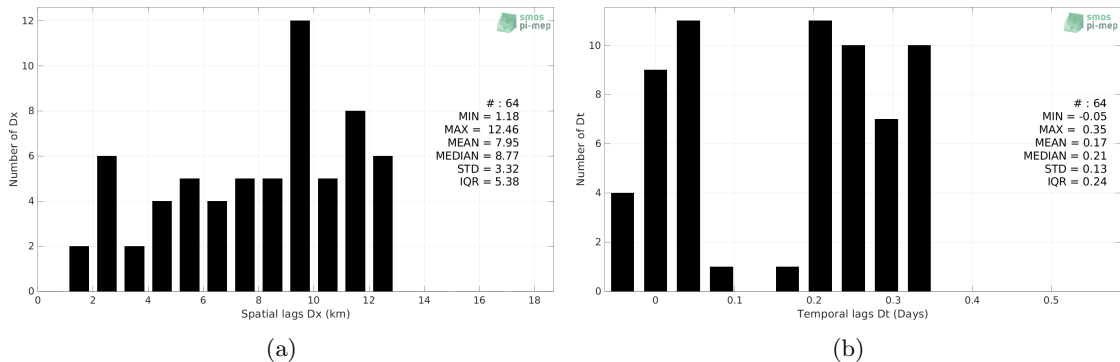 smos
pi-mep
12
10
8
6
4
2
0
Number of Dx
# : 64
MIN = 1.18
MAX = 12.46
MEAN = 7.95
MEDIAN = 8.77
STD = 3.32
IQR = 5.38
0 2 4 6 8 10 12 14 16 18
Spatial lags Dx (km)
(a)
smos
pi-mep
10
8
6
4
2
0
Number of Dt
# : 64
MIN = -0.05
MAX = 0.35
MEAN = 0.17
MEDIAN = 0.21
STD = 0.13
IQR = 0.24
0 0.1 0.2 0.3 0.4 0.5
Temporal lags Dt (Days)
(b)